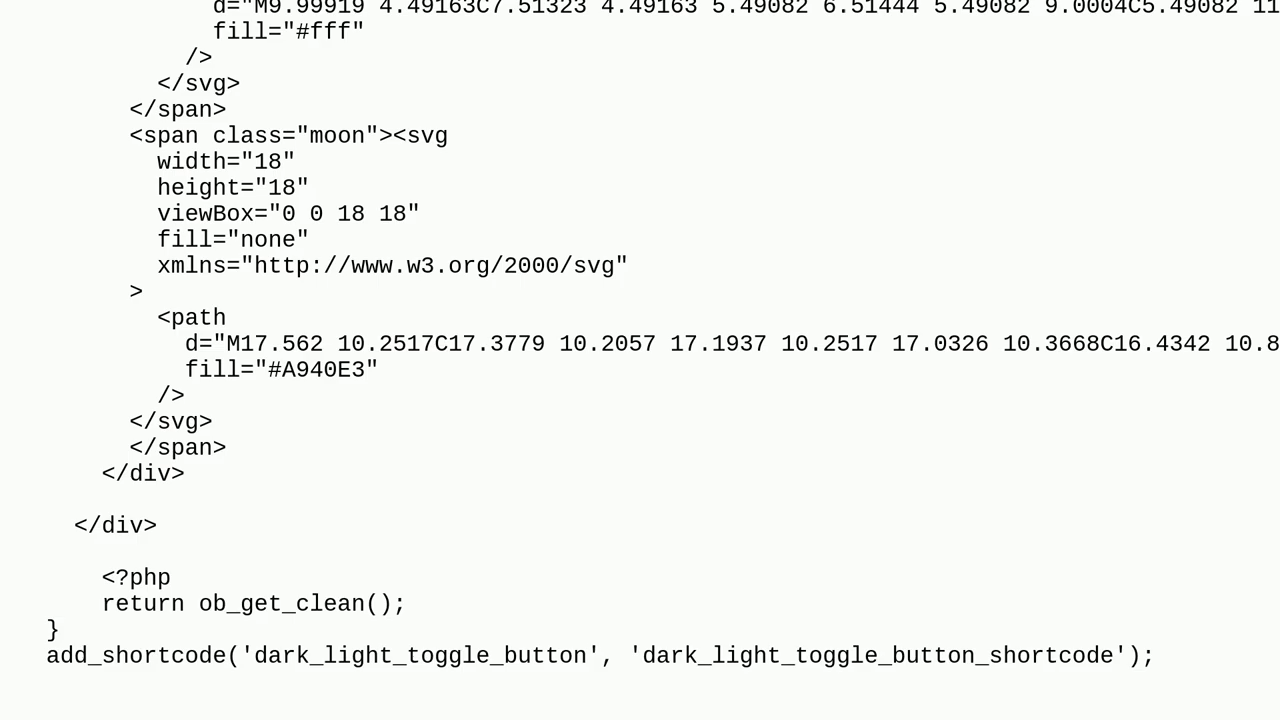 d="M9.99919 4.49163C7.51323 4.49163 5.49082 6.51444 5.49082 9.0004C5.49082 11
fill="#fff"
/>
</svg>
</span>
<span class="moon"><svg
width="18"
height="18"
viewBox="0 0 18 18"
fill="none"
xmlns="http://www.w3.org/2000/svg"
>
<path
d="M17.562 10.2517C17.3779 10.2057 17.1937 10.2517 17.0326 10.3668C16.4342 10.8
fill="#A940E3"
/>
</svg>
</span>
</div>
</div>
<?php
return ob_get_clean();
}
add_shortcode('dark_light_toggle_button', 'dark_light_toggle_button_shortcode');